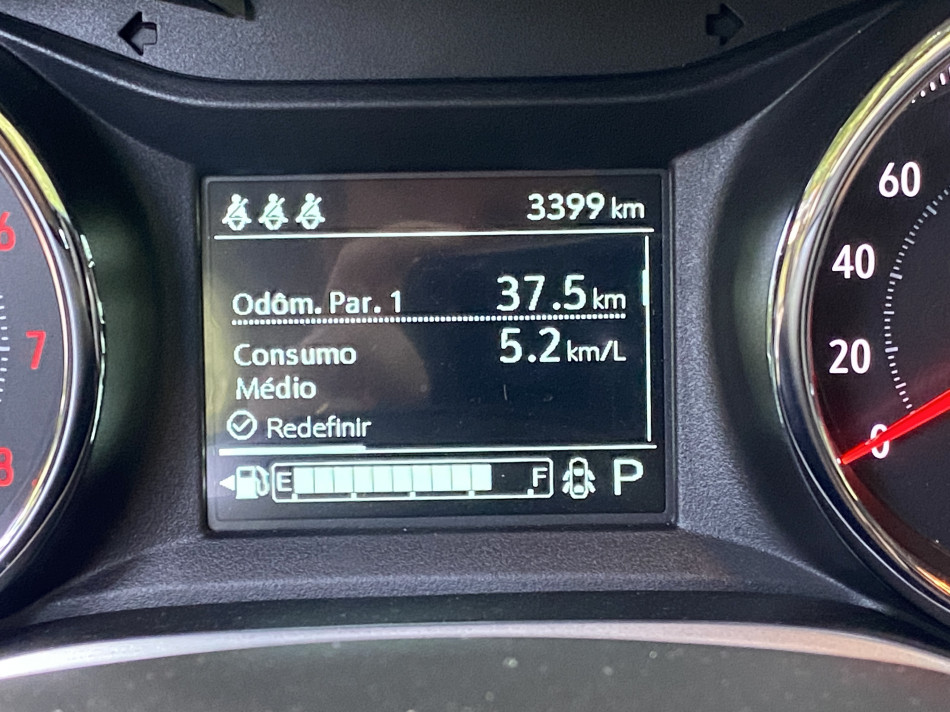 3399 km
Odôm. Par. 1 37.5 km
Consumo 5.2 km/L
Médio
Redefinir
E F P
6
7
8
60
40
20
0